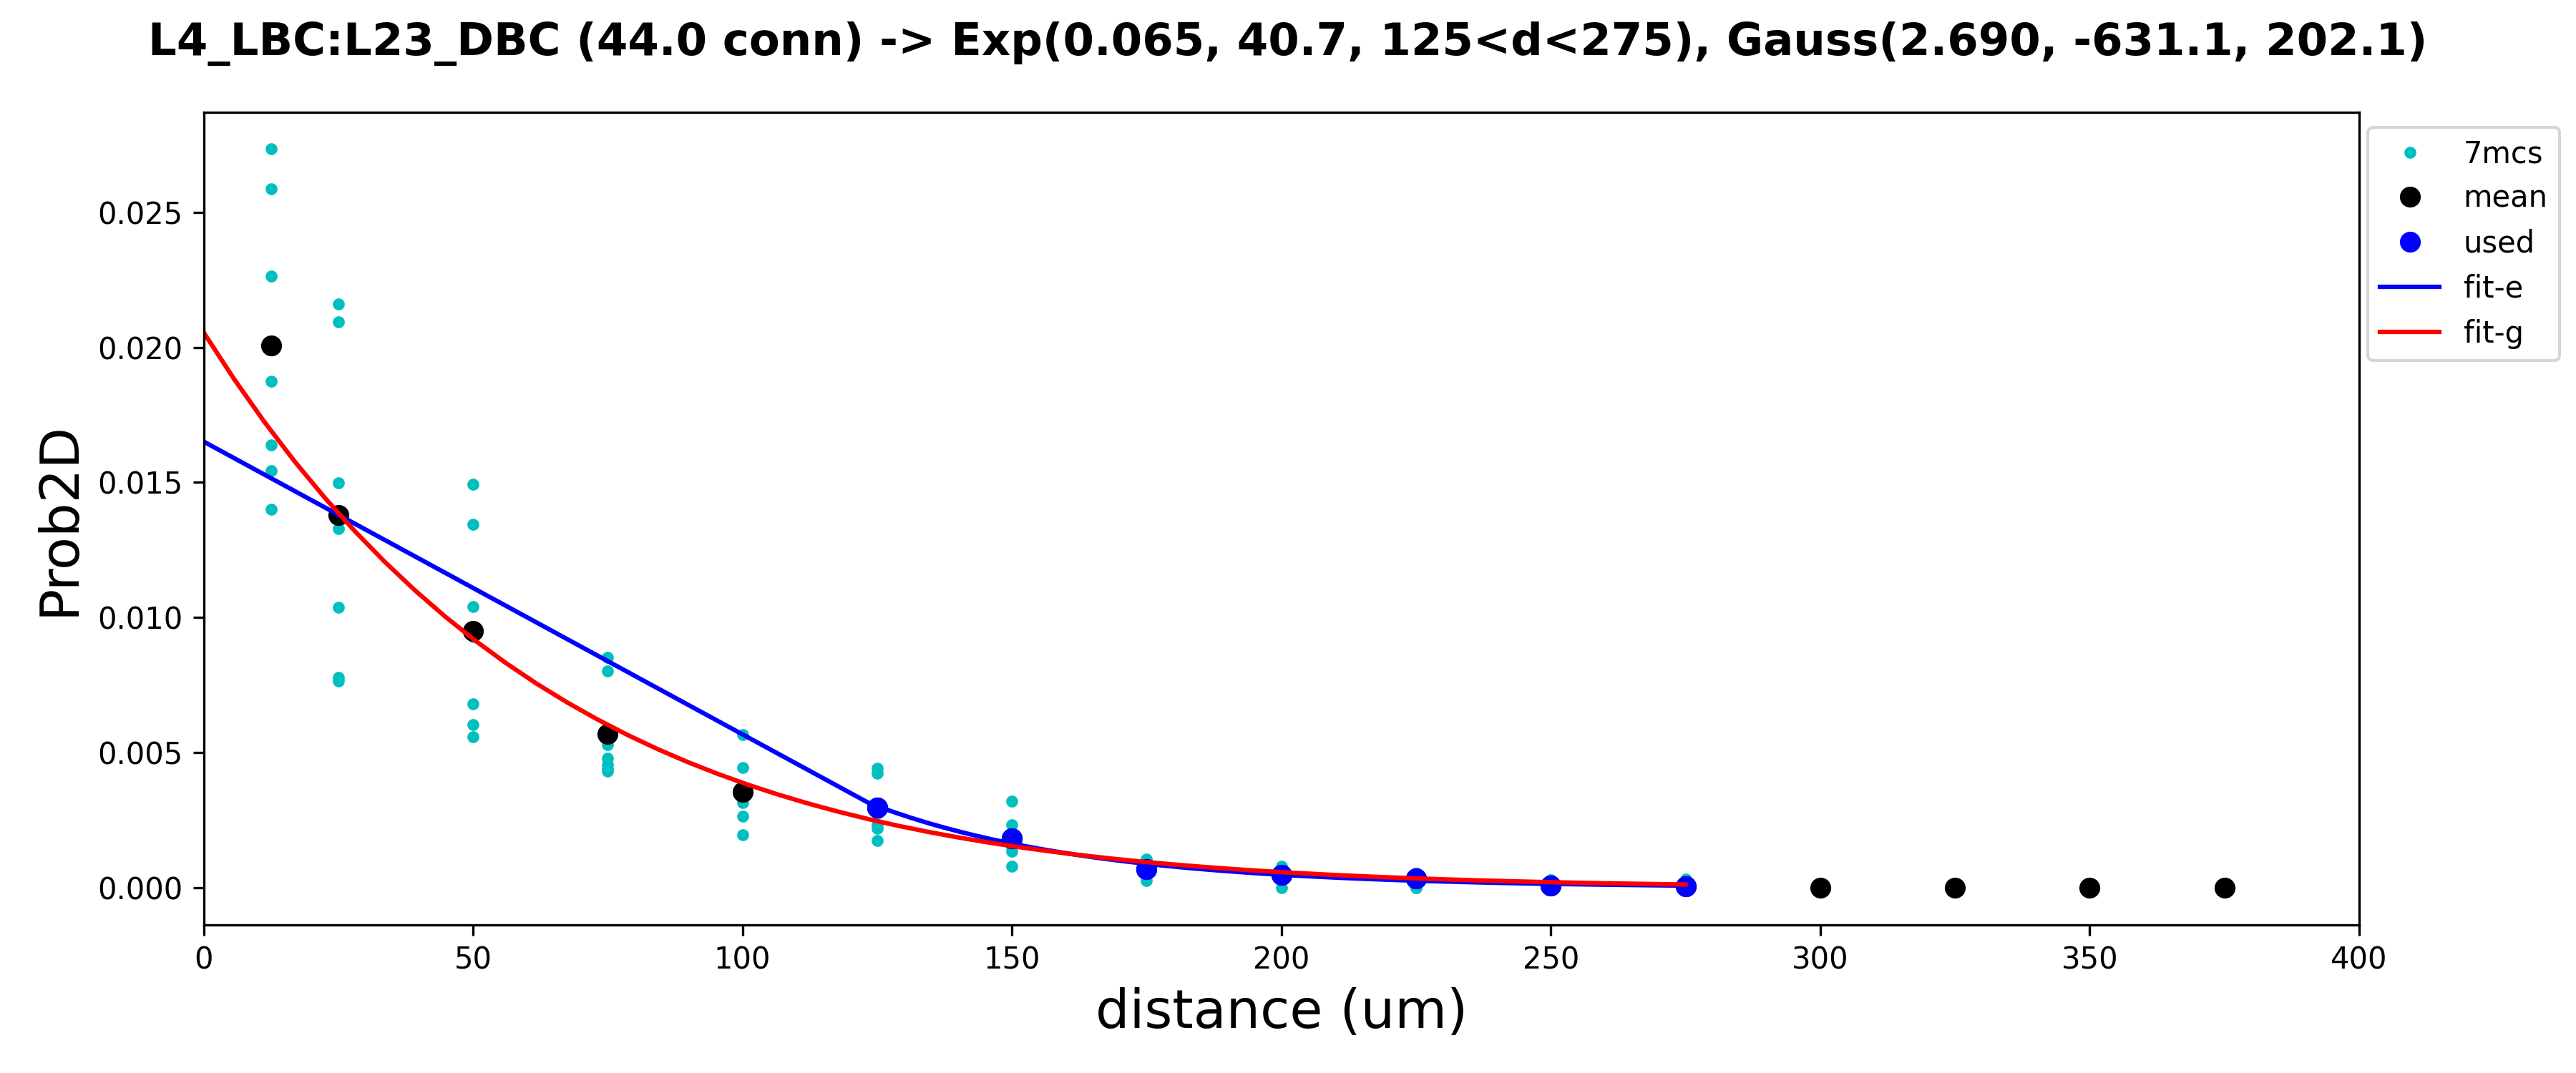 L4_LBC:L23_DBC (44.0 conn) -> Exp(0.065, 40.7, 125<d<275), Gauss(2.690, -631.1, 202.1)
7mcs
mean
used
fit-e
fit-g
Prob2D
0.025
0.020
0.015
0.010
0.005
0.000
0 50 100 150 200 250 300 350 400
distance (um)